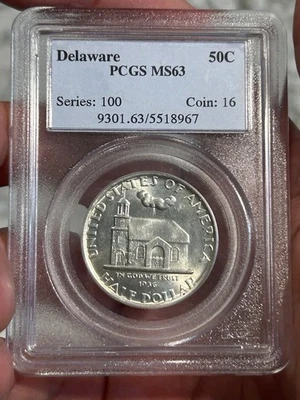 Delaware 50C
PCGS MS63
Series: 100 Coin: 16
9301.63/5518967
UNITED STATES OF AMERICA
IN GOD WE TRUST
1936
HALF DOLLAR